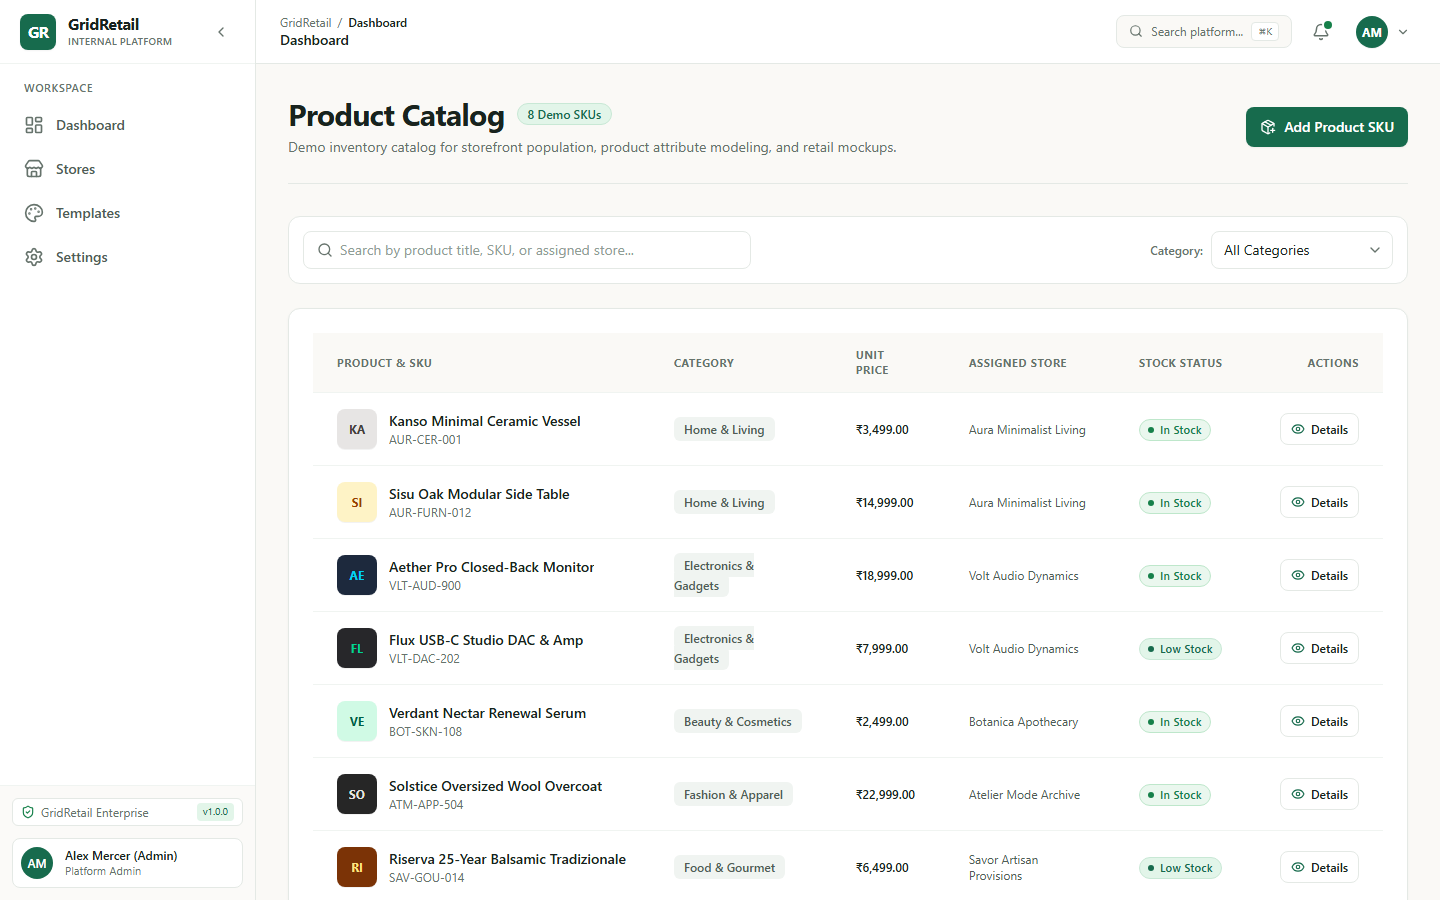 GR
GridRetail
INTERNAL PLATFORM
WORKSPACE
Dashboard
Stores
Templates
Settings
GridRetail Enterprise
v1.0.0
AM
Alex Mercer (Admin)
Platform Admin
GridRetail / Dashboard
Dashboard
Search platform... ⌘K
AM
Product Catalog
8 Demo SKUs
Demo inventory catalog for storefront population, product attribute modeling, and retail mockups.
Add Product SKU
Search by product title, SKU, or assigned store...
Category: All Categories
PRODUCT & SKU CATEGORY UNIT PRICE ASSIGNED STORE STOCK STATUS ACTIONS
KA Kanso Minimal Ceramic Vessel
AUR-CER-001
Home & Living ₹3,499.00 Aura Minimalist Living In Stock Details
SI Sisu Oak Modular Side Table
AUR-FURN-012
Home & Living ₹14,999.00 Aura Minimalist Living In Stock Details
AE Aether Pro Closed-Back Monitor
VLT-AUD-900
Electronics &
Gadgets
₹18,999.00 Volt Audio Dynamics In Stock Details
FL Flux USB-C Studio DAC & Amp
VLT-DAC-202
Electronics &
Gadgets
₹7,999.00 Volt Audio Dynamics Low Stock Details
VE Verdant Nectar Renewal Serum
BOT-SKN-108
Beauty & Cosmetics ₹2,499.00 Botanica Apothecary In Stock Details
SO Solstice Oversized Wool Overcoat
ATM-APP-504
Fashion & Apparel ₹22,999.00 Atelier Mode Archive In Stock Details
RI Riserva 25-Year Balsamic Tradizionale
SAV-GOU-014
Food & Gourmet ₹6,499.00
Savor Artisan
Provisions
Low Stock Details